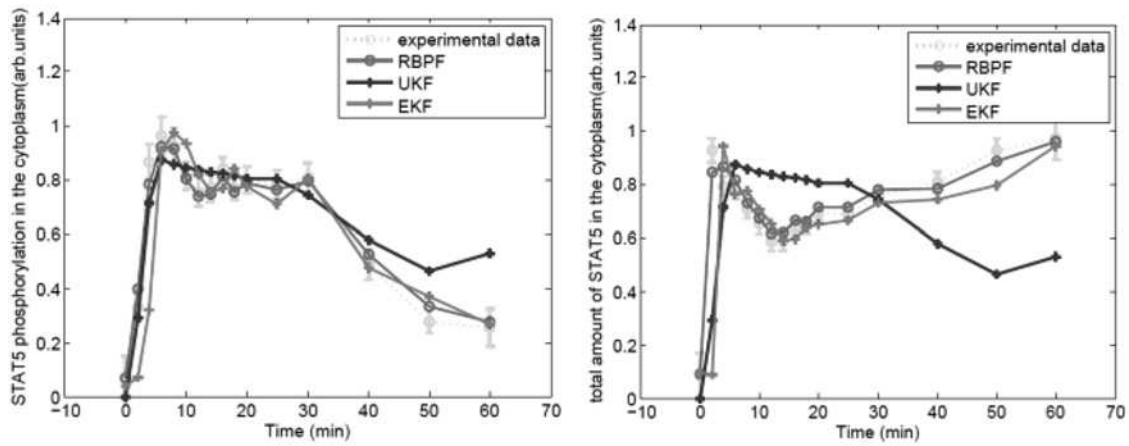 STAT5 phosphorylation in the cytoplasm(arb.units)
1.4
1.2
1
0.8
0.6
0.4
0.2
0
−10
0
10
20
30
40
50
60
70
Time (min)
experimental data
RBPF
UKF
EKF
total amount of STAT5 in the cytoplasm(arb.units)
1.4
1.2
1
0.8
0.6
0.4
0.2
0
−10
0
10
20
30
40
50
60
70
Time (min)
experimental data
RBPF
UKF
EKF